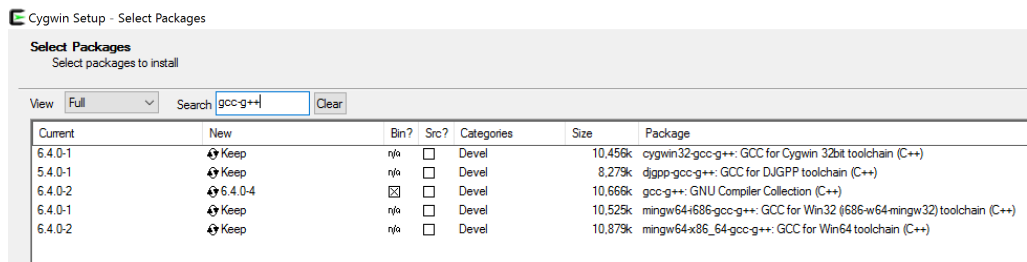 Cygwin Setup - Select Packages
Select Packages
Select packages to install
View Full Search gcc-g++ Clear
Current New Bin? Src? Categories Size Package
6.4.0-1 Keep n/a Devel 10,456k cygwin32-gcc-g++: GCC for Cygwin 32bit toolchain (C++)
5.4.0-1 Keep n/a Devel 8,279k djgpp-gcc-g++: GCC for DJGPP toolchain (C++)
6.4.0-2 6.4.0-4 Devel 10,666k gcc-g++: GNU Compiler Collection (C++)
6.4.0-1 Keep n/a Devel 10,525k mingw64-i686-gcc-g++: GCC for Win32 (i686-w64-mingw32) toolchain (C++)
6.4.0-2 Keep n/a Devel 10,879k mingw64-x86_64-gcc-g++: GCC for Win64 toolchain (C++)